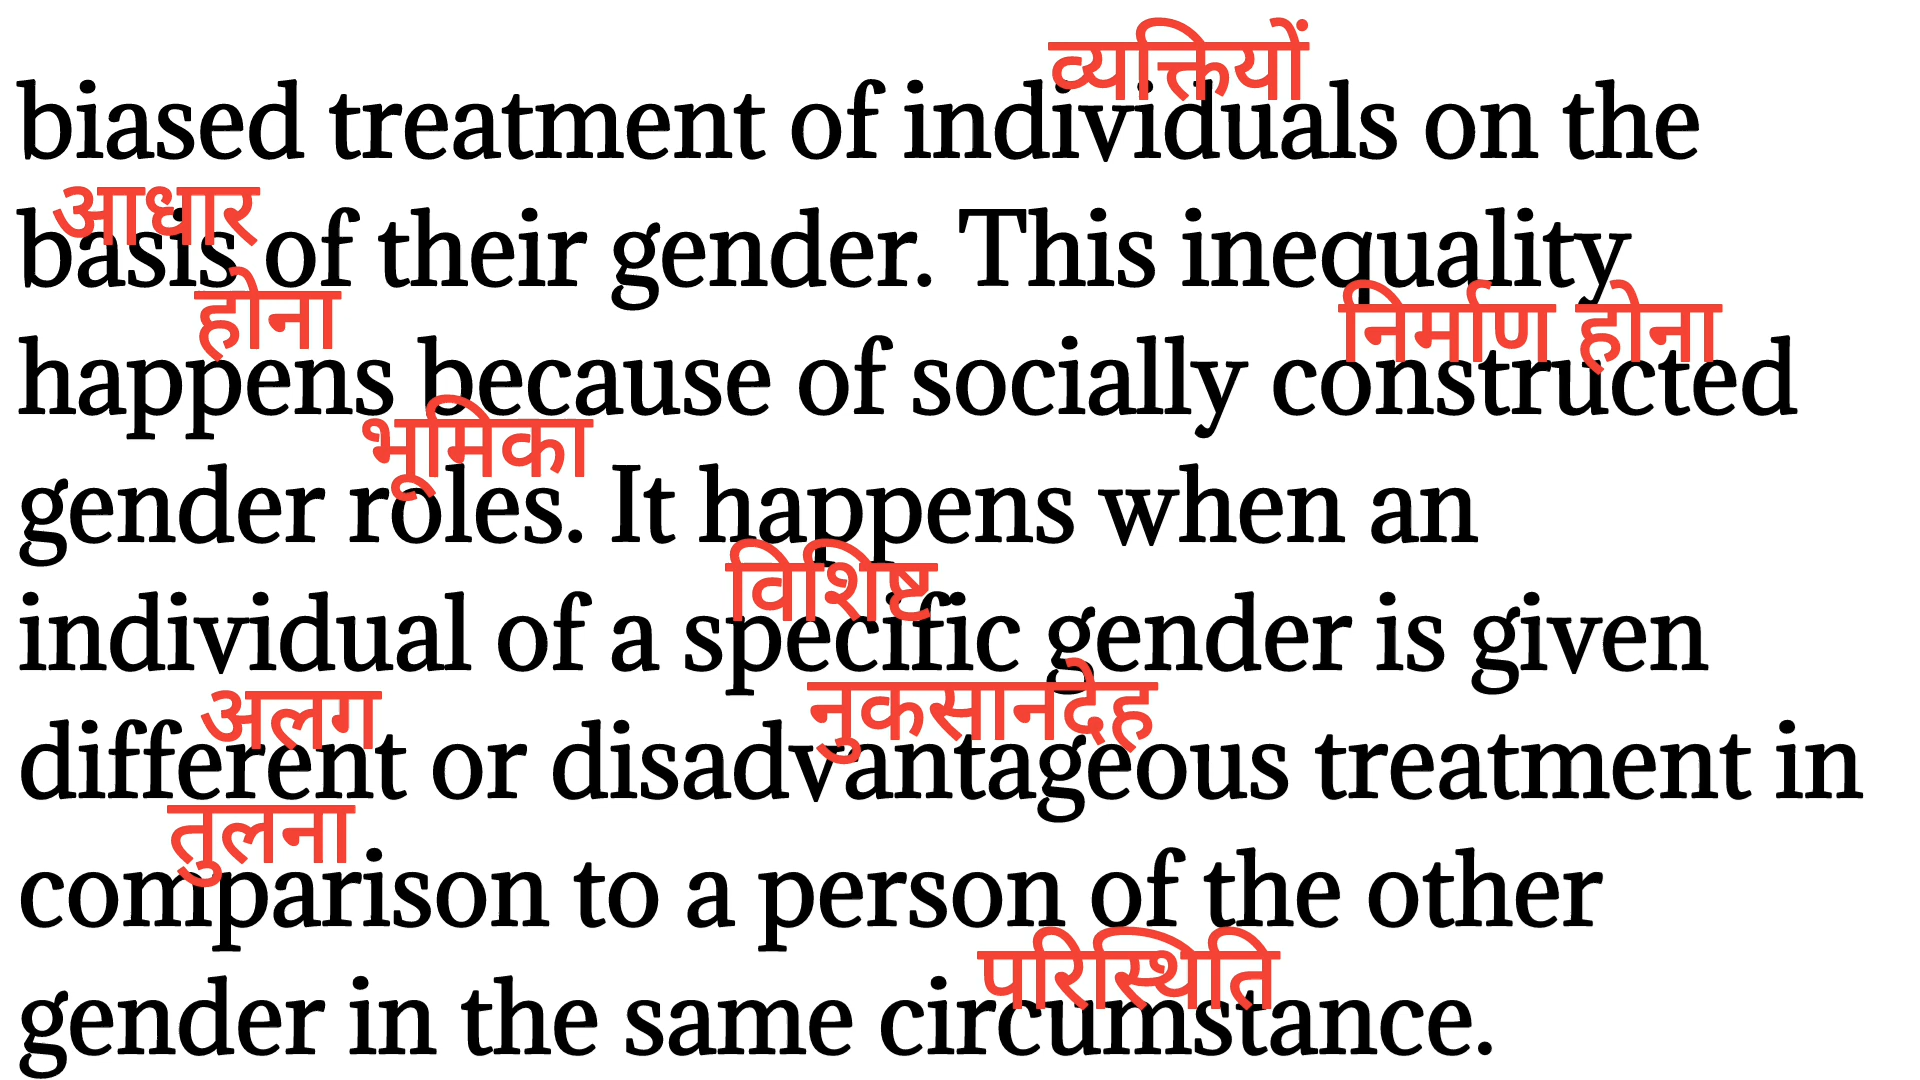 व्यक्तियों
biased treatment of individuals on the
आधार
basis of their gender. This inequality
होना निर्माण होना
happens because of socially constructed
भूमिका
gender roles. It happens when an
विशिष्ट
individual of a specific gender is given
अलग नुकसानदेह
different or disadvantageous treatment in
तुलना
comparison to a person of the other
परिस्थिति
gender in the same circumstance.